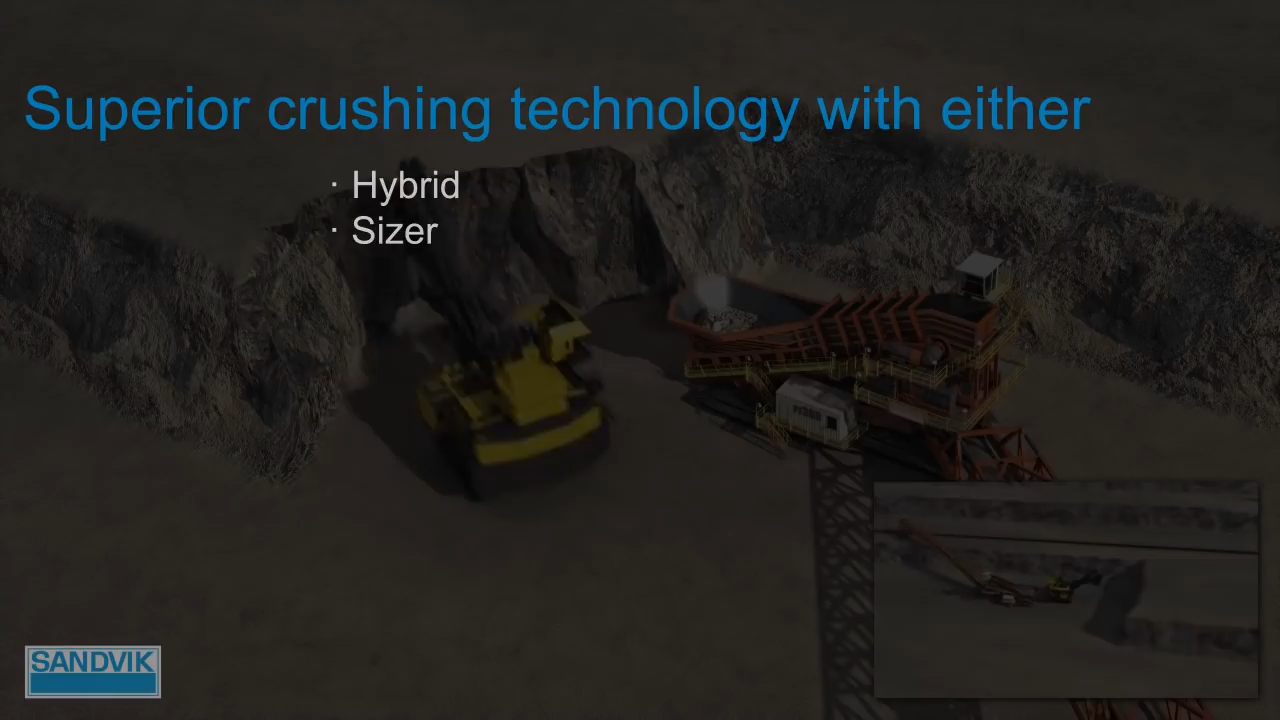 Superior crushing technology with either
· Hybrid
· Sizer
SANDVIK